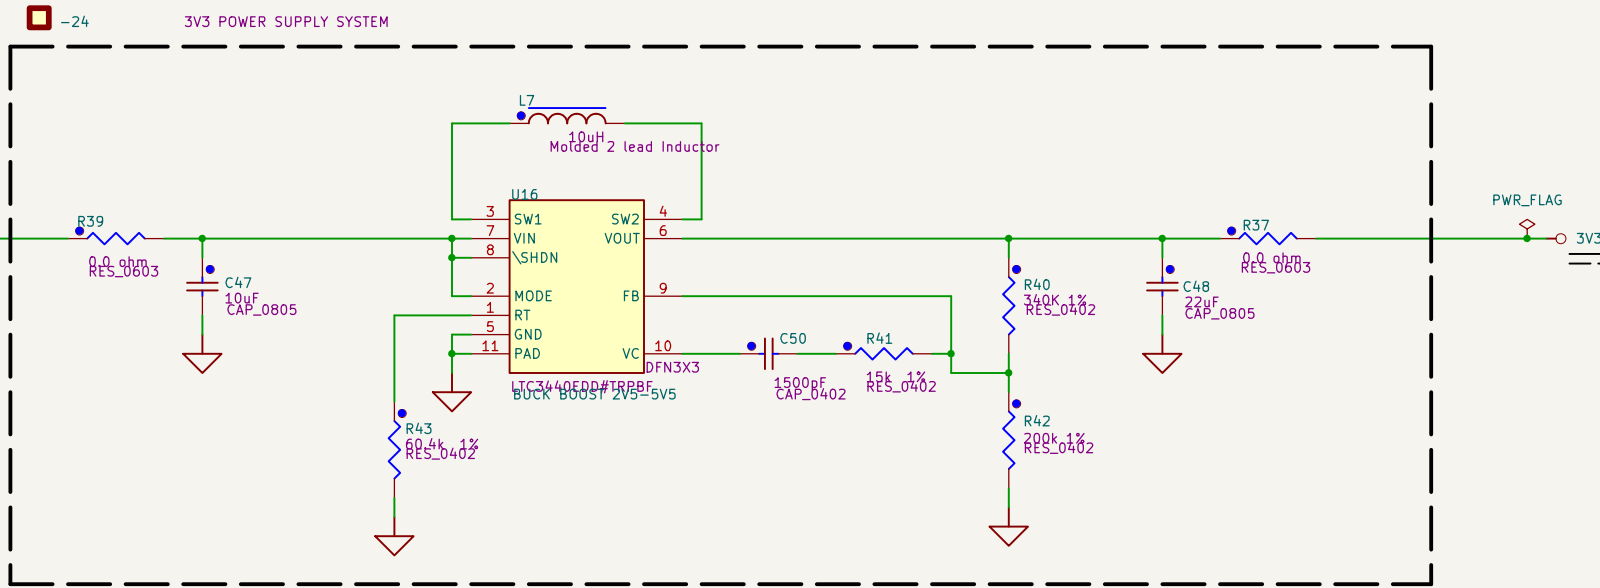 -24
3V3 POWER SUPPLY SYSTEM
L7
10uH
Molded 2 lead Inductor
U16
3 SW1
SW2 4
7 VIN
VOUT 6
8 \SHDN
2 MODE
FB 9
1 RT
5 GND
11 PAD
VC 10
DFN3X3
LTC3440EDD#TRPBF
BUCK BOOST 2V5-5V5
R39
0.0 ohm
RES_0603
C47
10uF
CAP_0805
R43
60.4k 1%
RES_0402
C50
1500pF
CAP_0402
R41
15k 1%
RES_0402
R40
340K 1%
RES_0402
R42
200k 1%
RES_0402
C48
22uF
CAP_0805
R37
0.0 ohm
RES_0603
PWR_FLAG
3V3